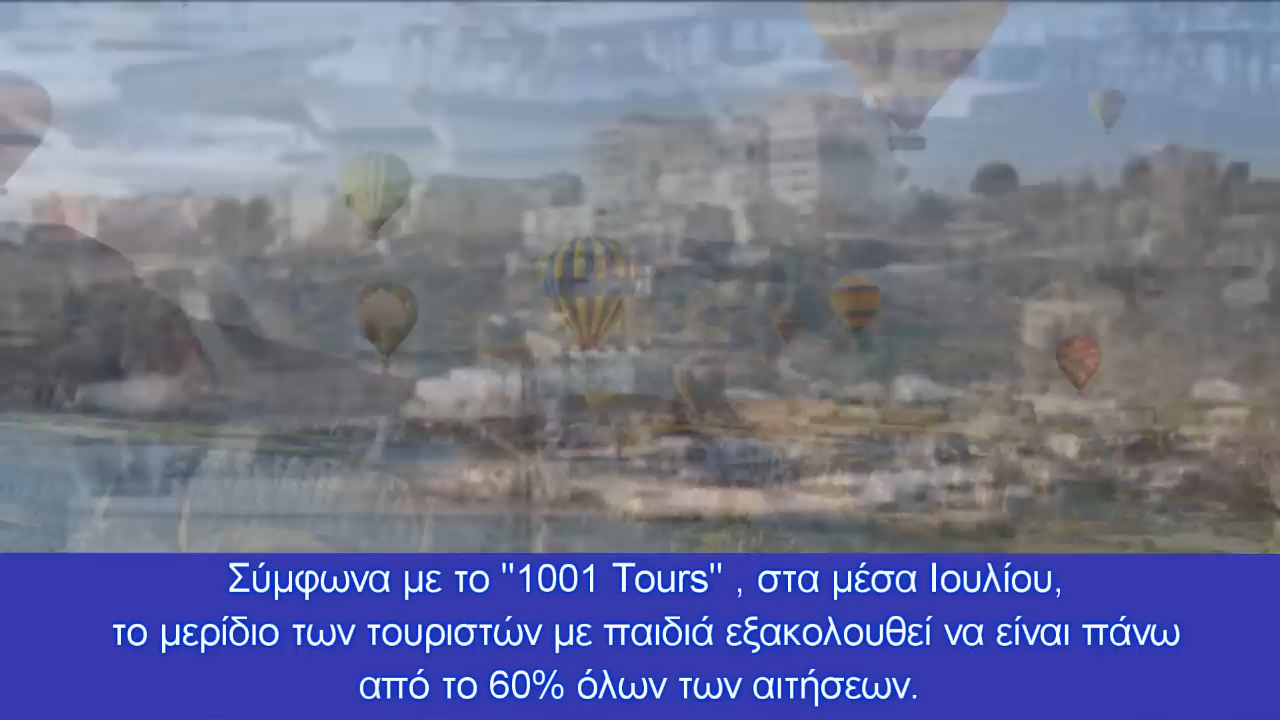 Σύμφωνα με το "1001 Tours" , στα μέσα Ιουλίου,
το μερίδιο των τουριστών με παιδιά εξακολουθεί να είναι πάνω
από το 60% όλων των αιτήσεων.